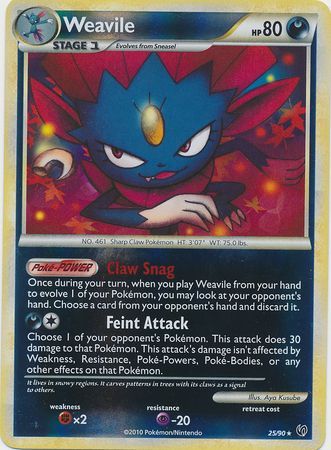 Weavile
HP 80
STAGE 1 Evolves from Sneasel
NO. 461 Sharp Claw Pokémon HT: 3'07" WT: 75.0 lbs.
Poké-POWER Claw Snag
Once during your turn, when you play Weavile from your hand
to evolve 1 of your Pokémon, you may look at your opponent's
hand. Choose a card from your opponent's hand and discard it.
Feint Attack
Choose 1 of your opponent's Pokémon. This attack does 30
damage to that Pokémon. This attack's damage isn't affected by
Weakness, Resistance, Poké-Powers, Poké-Bodies, or any
other effects on that Pokémon.
It lives in snowy regions. It carves patterns in trees with its claws as a signal
to others.
Illus. Aya Kusube
weakness resistance retreat cost
×2 -20
©2010 Pokémon/Nintendo 25/90 ★